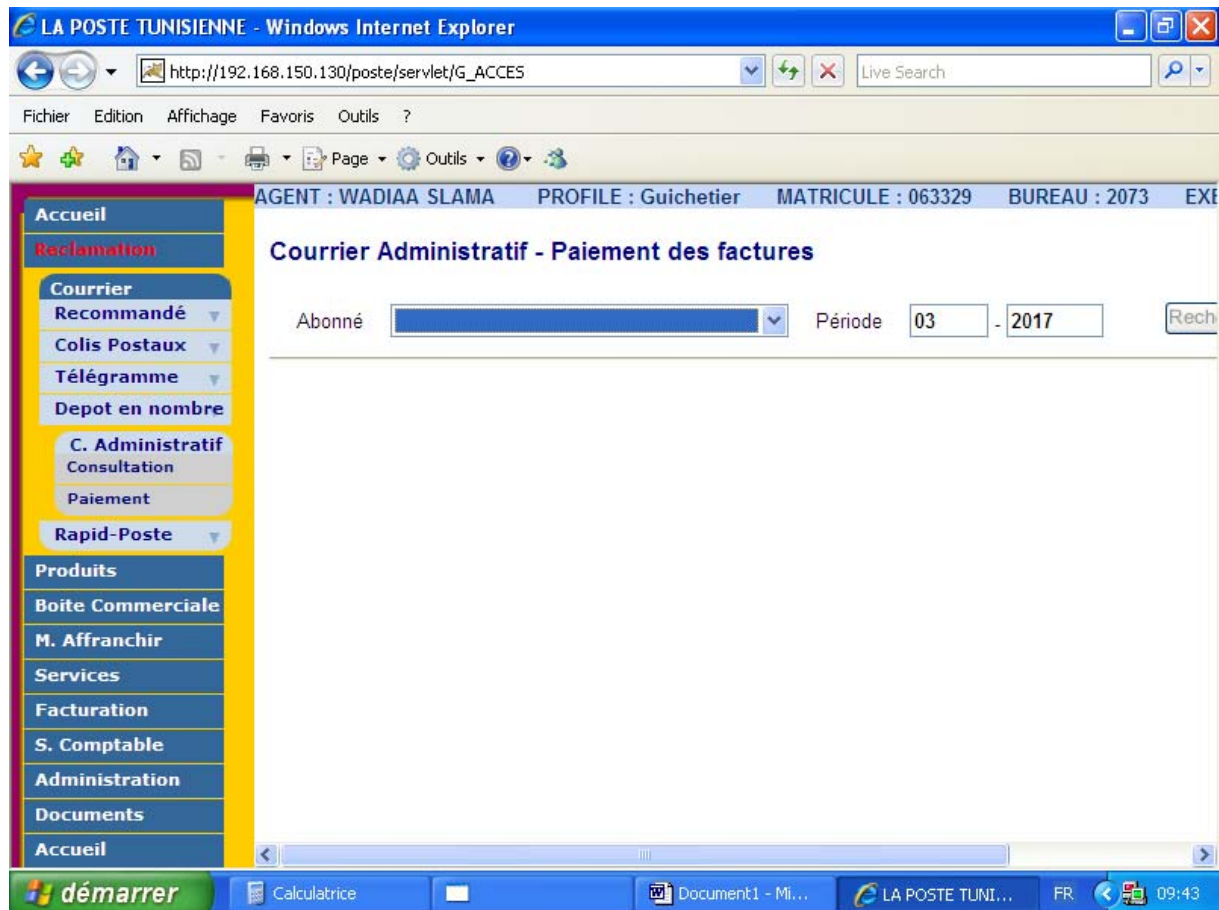 LA POSTE TUNISIENNE - Windows Internet Explorer
http://192.168.150.130/poste/servlet/G_ACCES
Live Search
Fichier Edition Affichage Favoris Outils ?
Page Outils
AGENT : WADIAA SLAMA PROFILE : Guichetier MATRICULE : 063329 BUREAU : 2073 EXE
Accueil
Reclamation
Courrier
Recommandé
Colis Postaux
Télégramme
Depot en nombre
C. Administratif
Consultation
Paiement
Rapid-Poste
Produits
Boite Commerciale
M. Affranchir
Services
Facturation
S. Comptable
Administration
Documents
Accueil
Courrier Administratif - Paiement des factures
Abonné Période 03 - 2017 Rech
démarrer Calculatrice Document1 - Mi... LA POSTE TUNI... FR 09:43